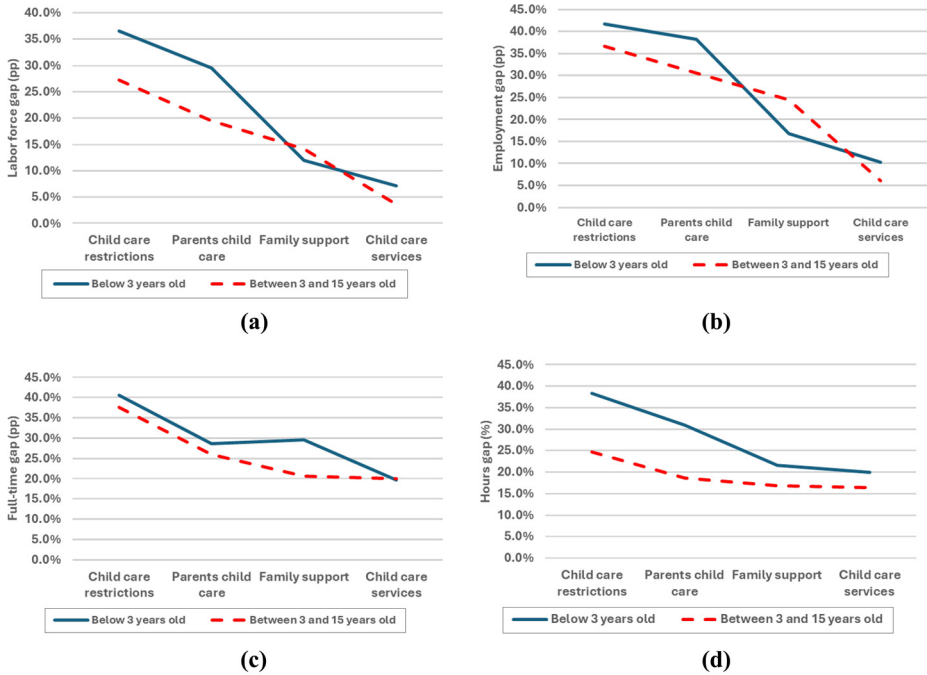 40.0%
35.0%
30.0%
25.0%
20.0%
15.0%
10.0%
5.0%
0.0%
Labor force gap (pp)
Child care restrictions
Parents child care
Family support
Child care services
Below 3 years old
Between 3 and 15 years old
(a)
45.0%
40.0%
35.0%
30.0%
25.0%
20.0%
15.0%
10.0%
5.0%
0.0%
Employment gap (pp)
Child care restrictions
Parents child care
Family support
Child care services
Below 3 years old
Between 3 and 15 years old
(b)
45.0%
40.0%
35.0%
30.0%
25.0%
20.0%
15.0%
10.0%
5.0%
0.0%
Full-time gap (pp)
Child care restrictions
Parents child care
Family support
Child care services
Below 3 years old
Between 3 and 15 years old
(c)
45.0%
40.0%
35.0%
30.0%
25.0%
20.0%
15.0%
10.0%
5.0%
0.0%
Hours gap (%)
Child care restrictions
Parents child care
Family support
Child care services
Below 3 years old
Between 3 and 15 years old
(d)